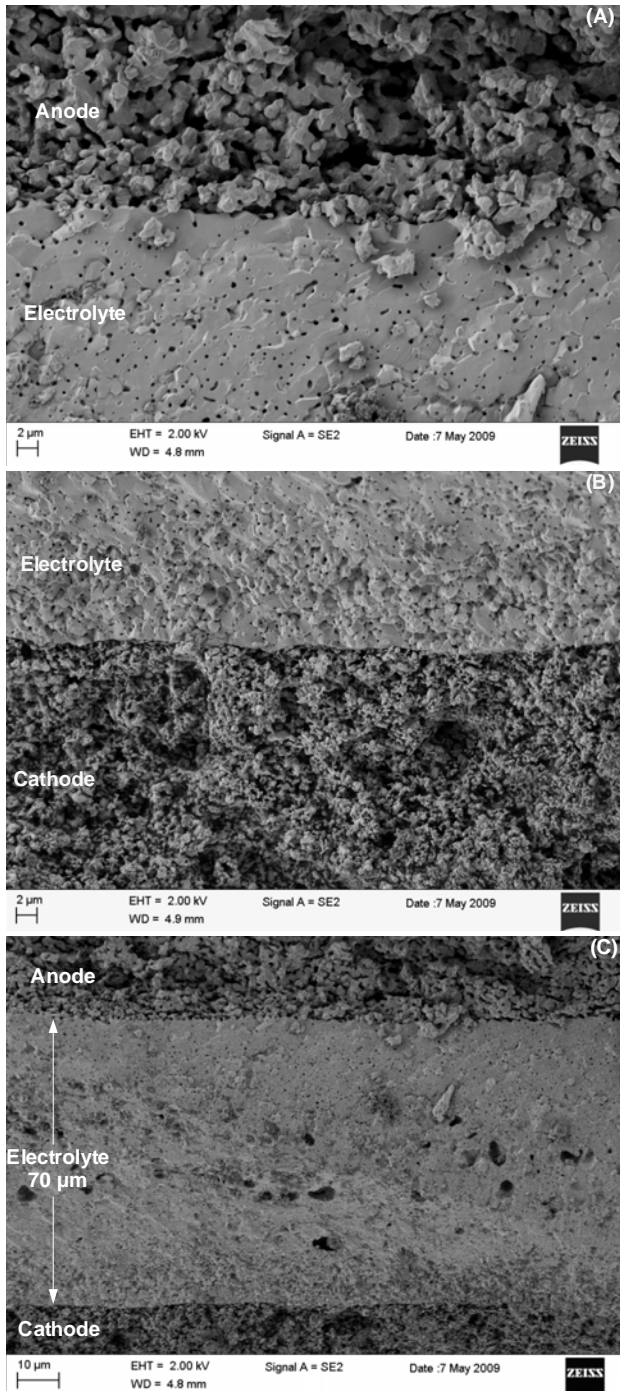 (A)
Anode
Electrolyte
2 µm
EHT = 2.00 kV
Signal A = SE2
Date :7 May 2009
WD = 4.8 mm
ZEISS
(B)
Electrolyte
Cathode
2 µm
EHT = 2.00 kV
Signal A = SE2
Date :7 May 2009
WD = 4.9 mm
ZEISS
(C)
Anode
Electrolyte
70 µm
Cathode
10 µm
EHT = 2.00 kV
Signal A = SE2
Date :7 May 2009
WD = 4.8 mm
ZEISS